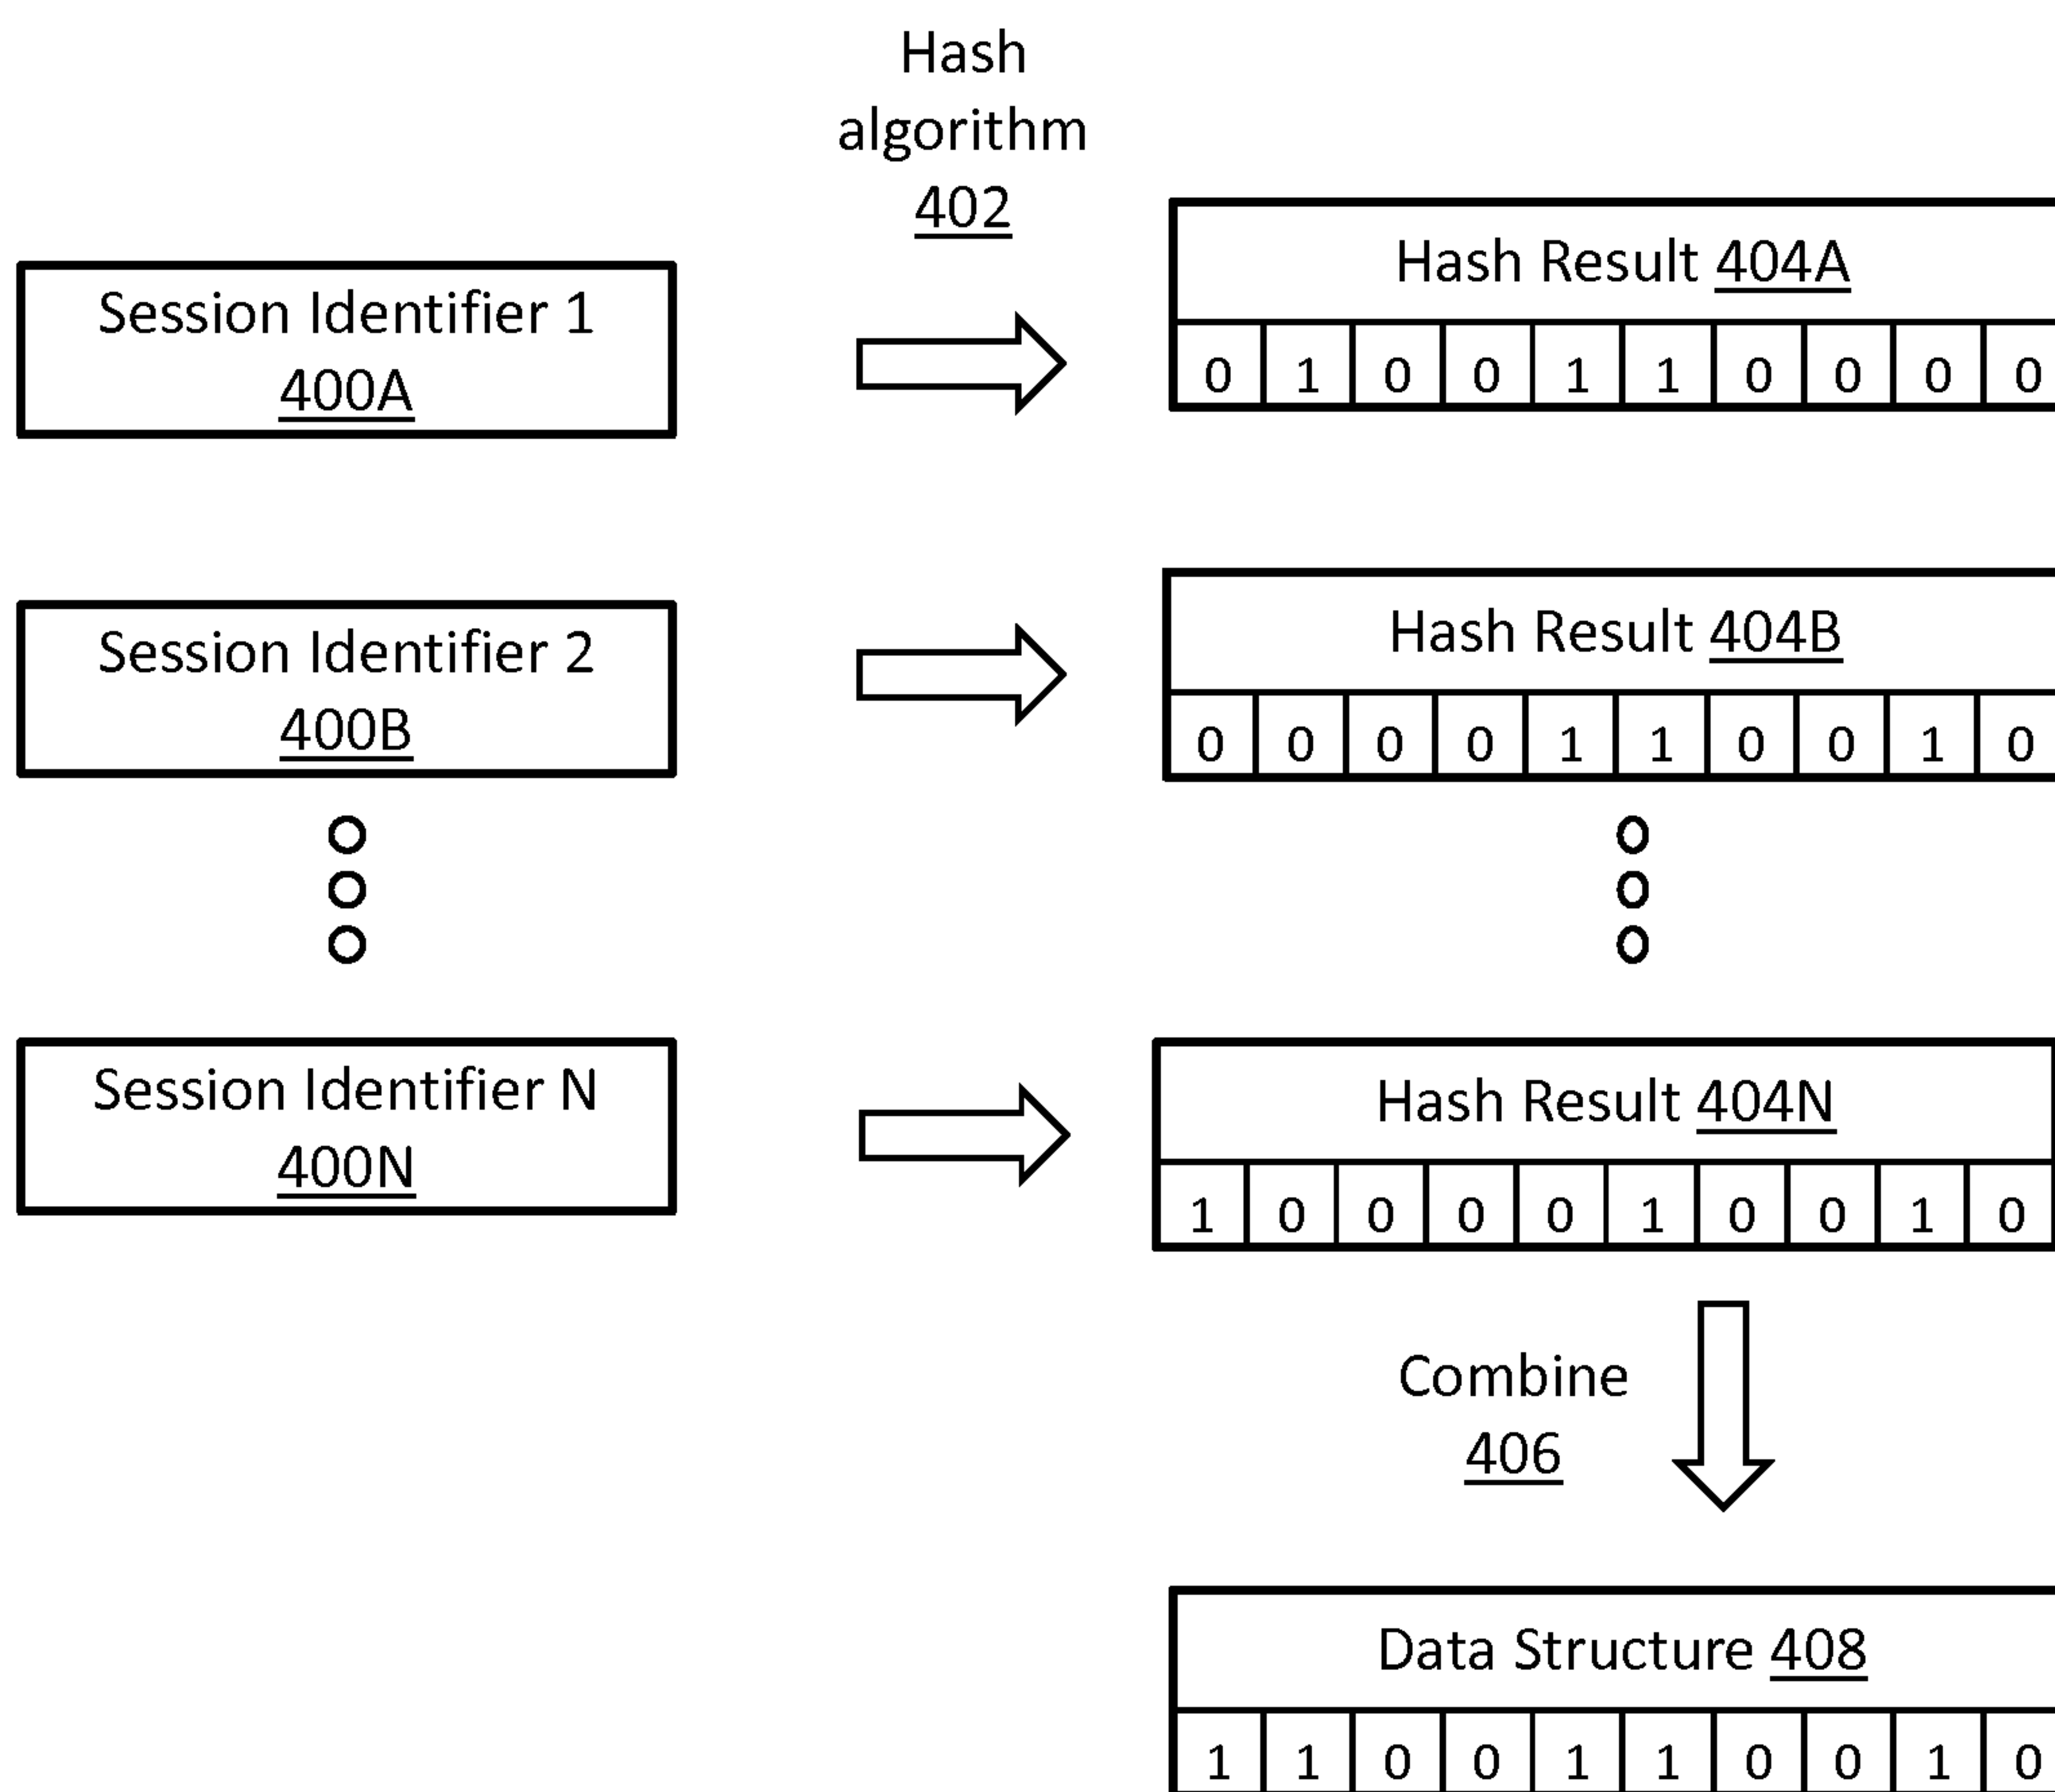 Hash
algorithm
402
Session Identifier 1
400A
Hash Result 404A
0 1 0 0 1 1 0 0 0 0
Session Identifier 2
400B
Hash Result 404B
0 0 0 0 1 1 0 0 1 0
Session Identifier N
400N
Hash Result 404N
1 0 0 0 0 1 0 0 1 0
Combine
406
Data Structure 408
1 1 0 0 1 1 0 0 1 0